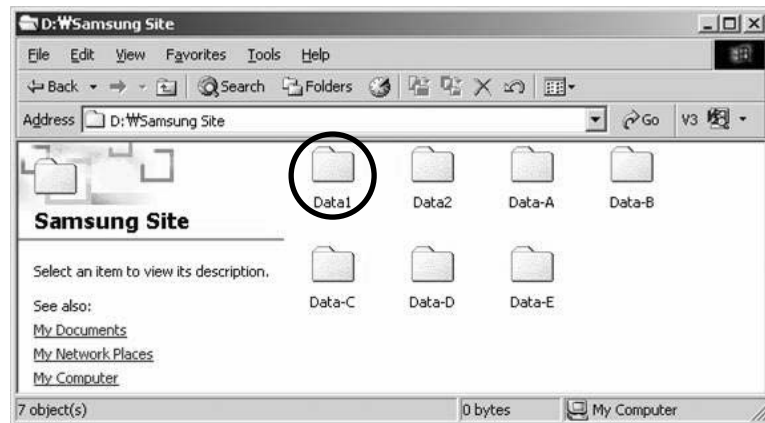 D:₩Samsung Site
File Edit View Favorites Tools Help
Back Search Folders
Address D:₩Samsung Site Go V3
Data1 Data2 Data-A Data-B
Samsung Site
Select an item to view its description.
Data-C Data-D Data-E
See also:
My Documents
My Network Places
My Computer
7 object(s) 0 bytes My Computer